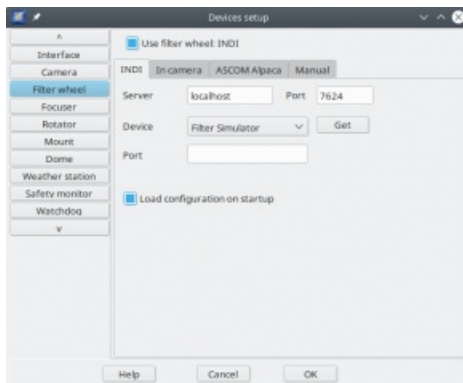 Devices setup
^
Interface
Camera
Filter wheel
Focuser
Rotator
Mount
Dome
Weather station
Safety monitor
Watchdog
v
Use filter wheel: INDI
INDI In camera ASCOM Alpaca Manual
Server localhost Port 7624
Device Filter Simulator Get
Port
Load configuration on startup
Help Cancel OK